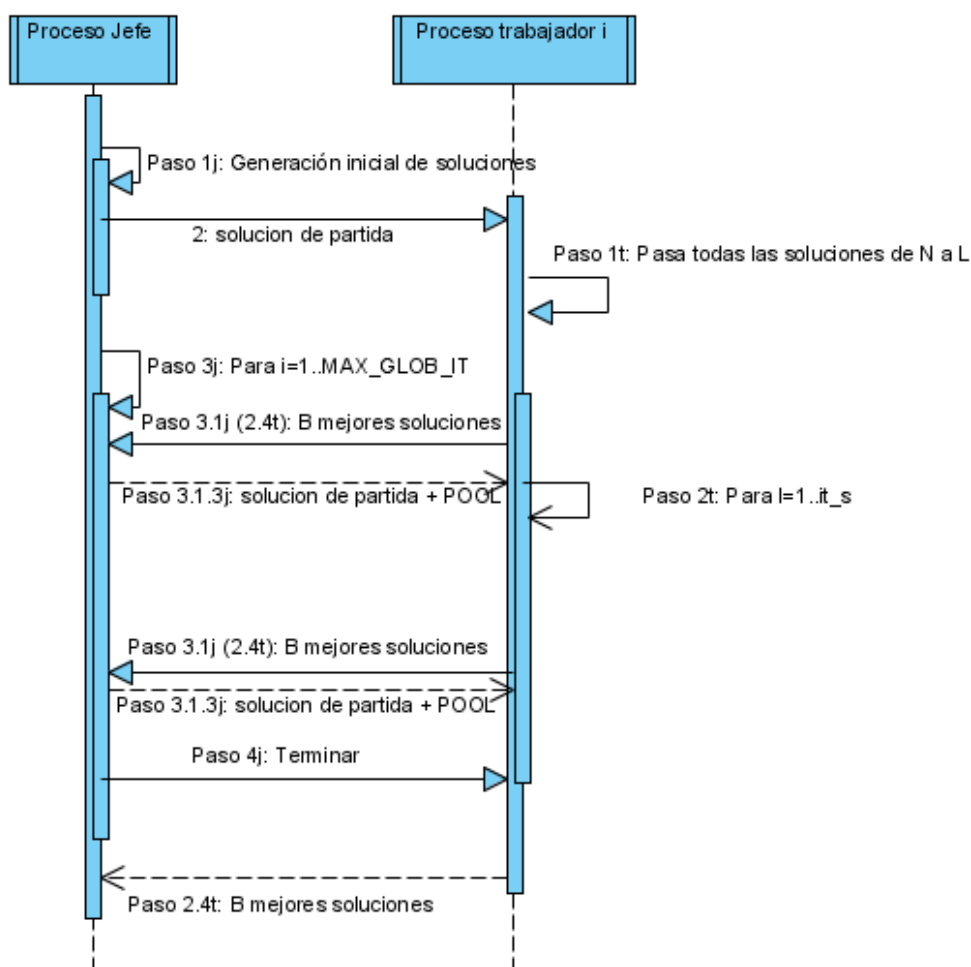 Proceso Jefe
Proceso trabajador i
Paso 1j: Generación inicial de soluciones
2: solucion de partida
Paso 1t: Pasa todas las soluciones de N a L
Paso 3j: Para i=1..MAX_GLOB_IT
Paso 3.1j (2.4t): B mejores soluciones
Paso 3.1.3j: solucion de partida + POOL
Paso 2t: Para l=1..it_s
Paso 3.1j (2.4t): B mejores soluciones
Paso 3.1.3j: solucion de partida + POOL
Paso 4j: Terminar
Paso 2.4t: B mejores soluciones